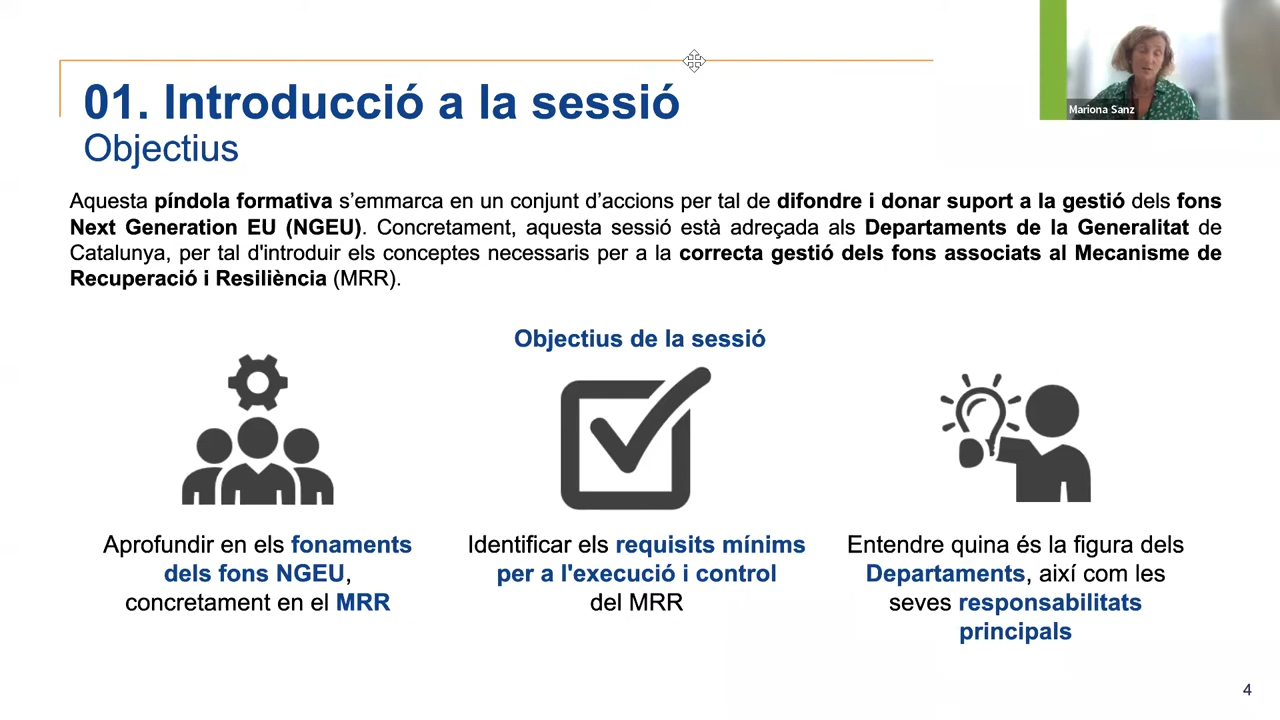 01. Introducció a la sessió
Objectius
Mariona Sanz
Aquesta píndola formativa s’emmarca en un conjunt d’accions per tal de difondre i donar suport a la gestió dels fons
Next Generation EU (NGEU). Concretament, aquesta sessió està adreçada als Departaments de la Generalitat de
Catalunya, per tal d'introduir els conceptes necessaris per a la correcta gestió dels fons associats al Mecanisme de
Recuperació i Resiliència (MRR).
Objectius de la sessió
Aprofundir en els fonaments
dels fons NGEU,
concretament en el MRR
Identificar els requisits mínims
per a l'execució i control
del MRR
Entendre quina és la figura dels
Departaments, així com les
seves responsabilitats
principals
4